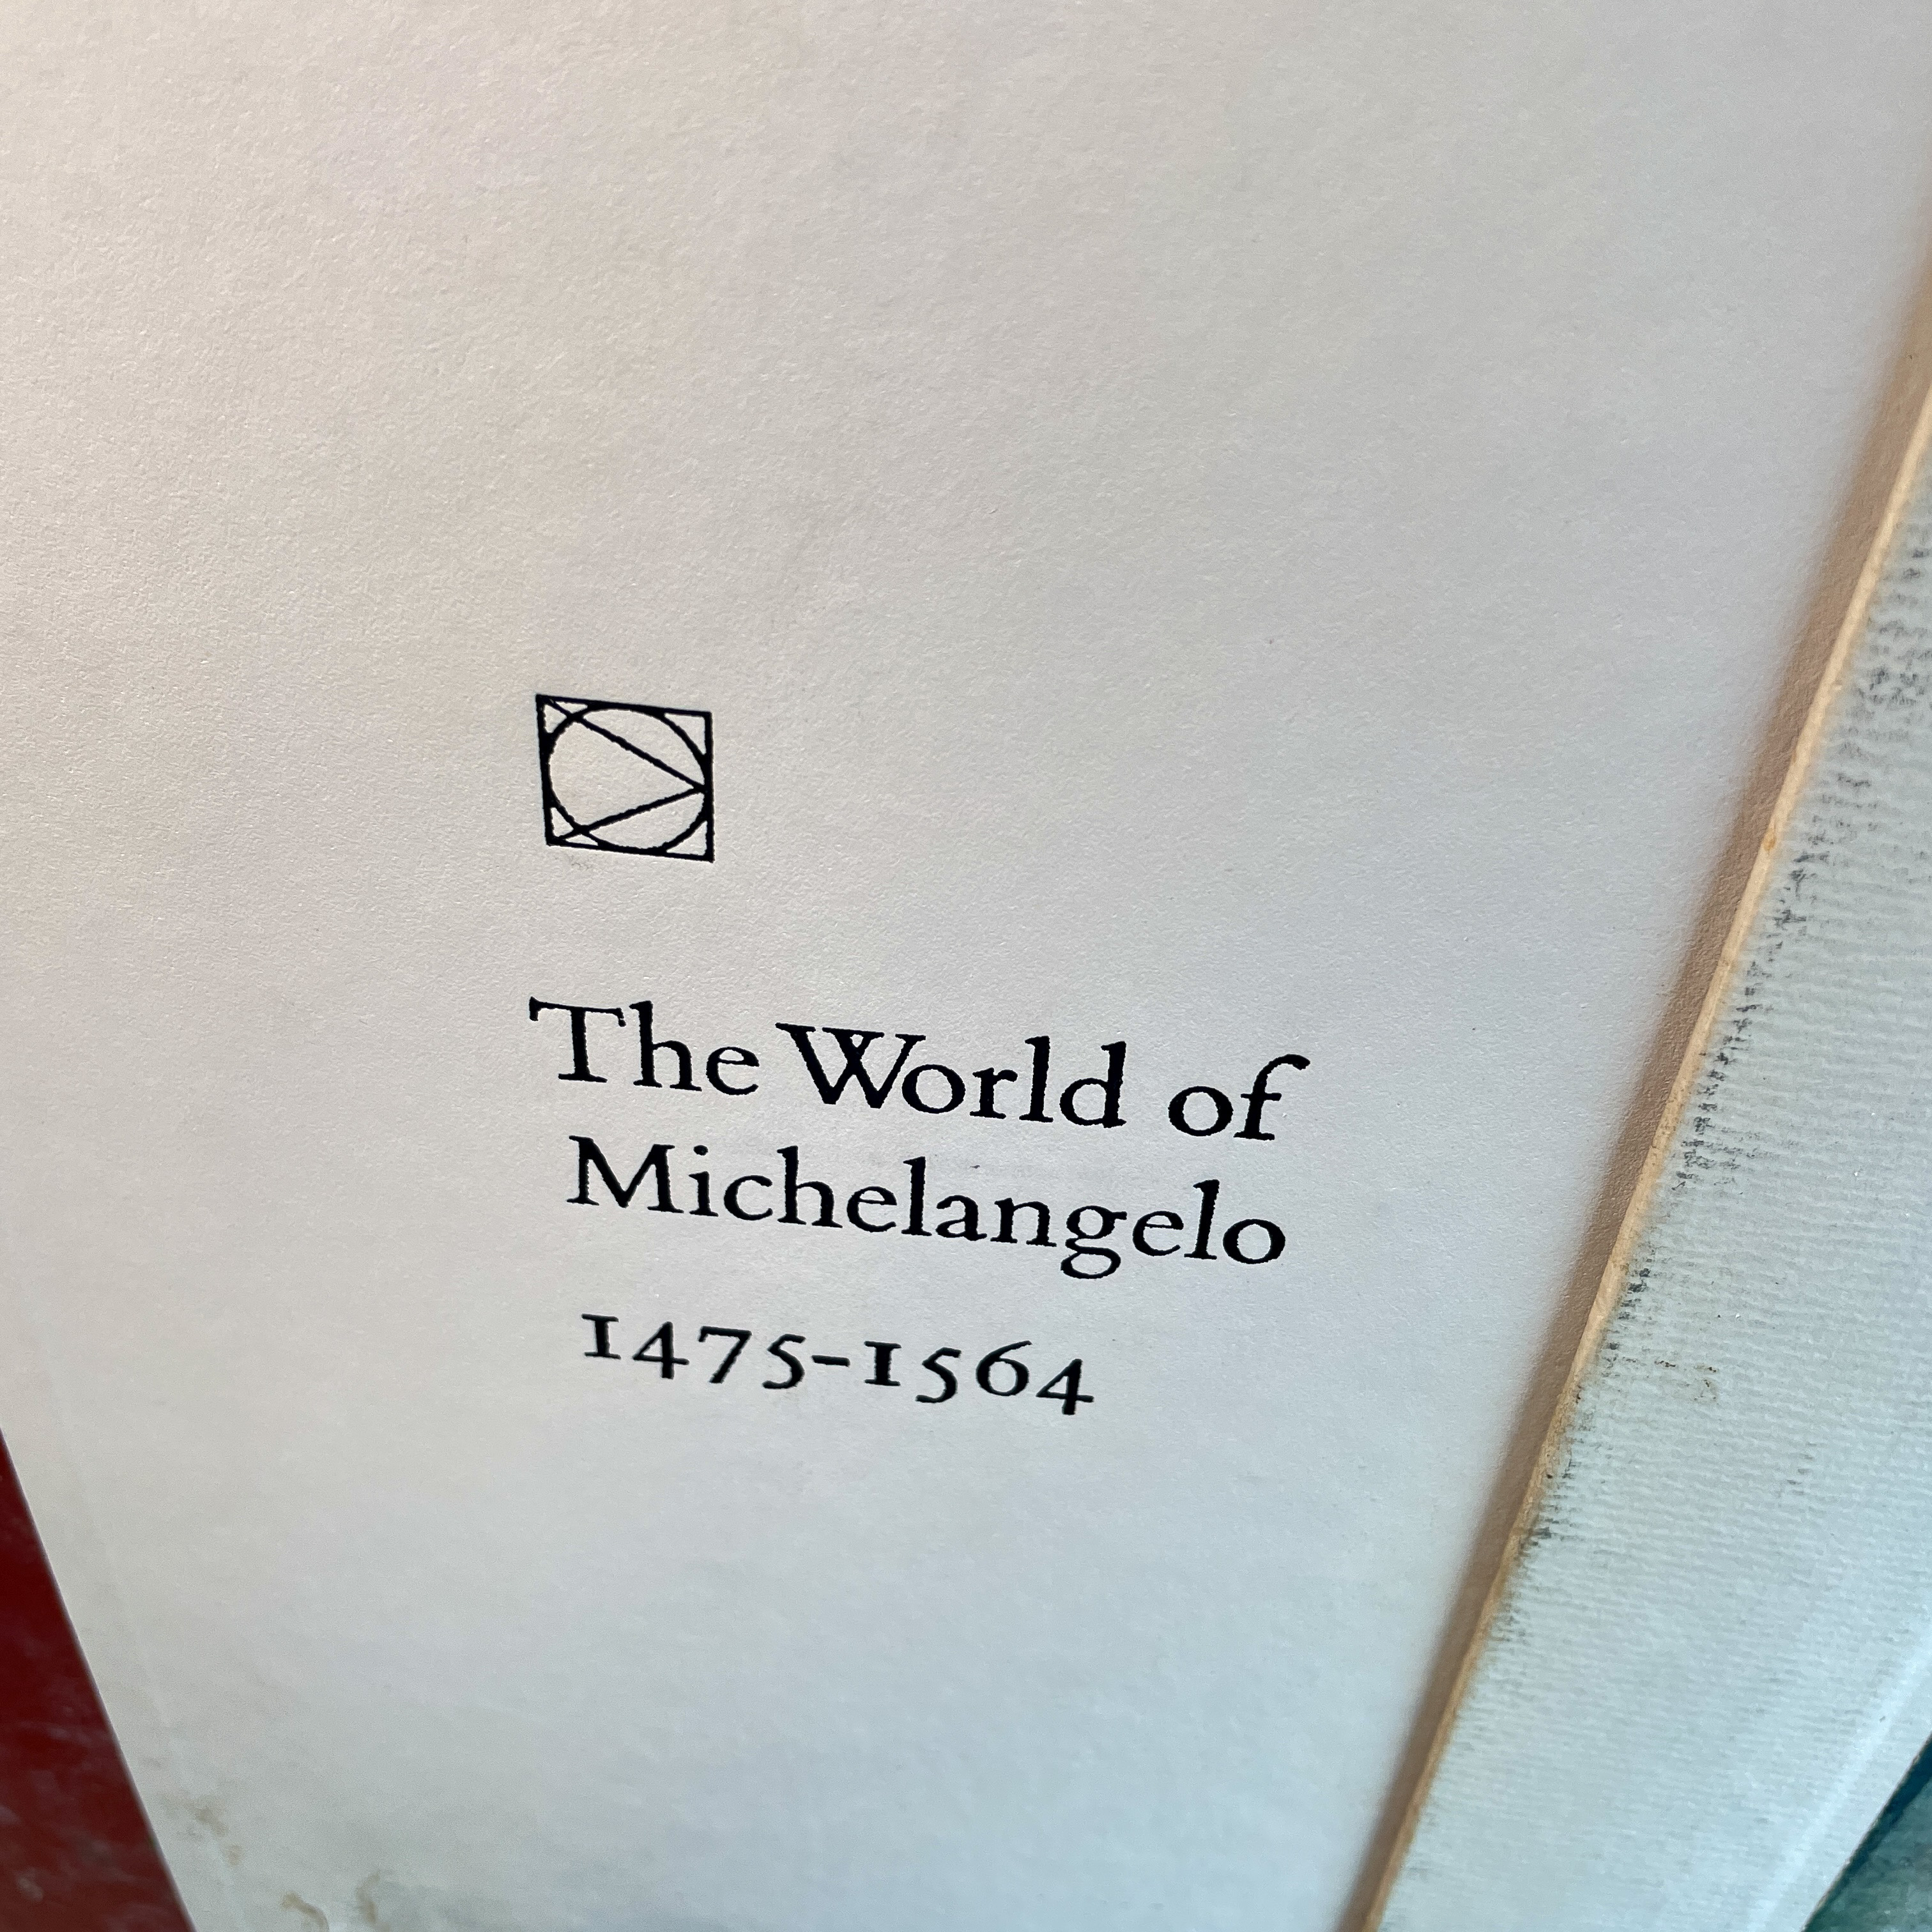 The World of
Michelangelo
1475-1564